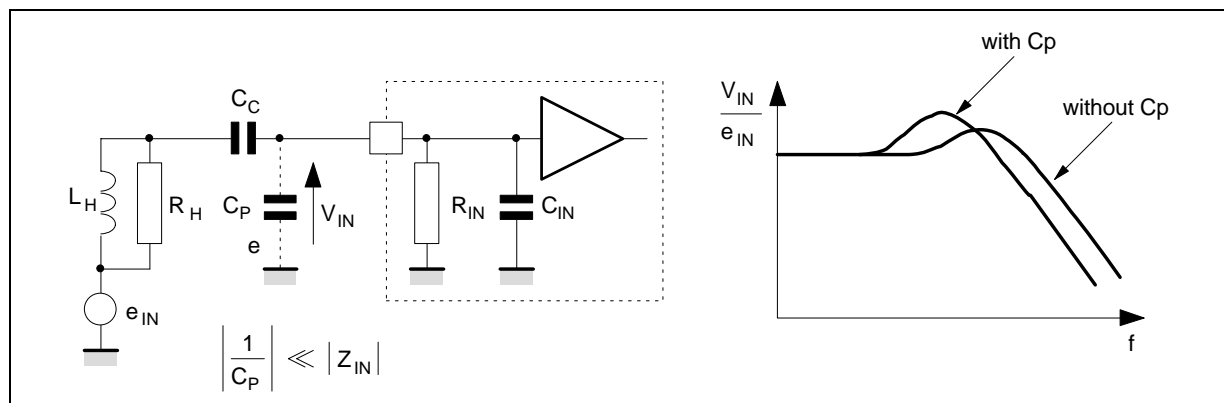 C_C
L_H
R_H
C_P
e
V_IN
R_IN
C_IN
e_IN
|1/C_P| ≪ |Z_IN|
V_IN/e_IN
with Cp
without Cp
f